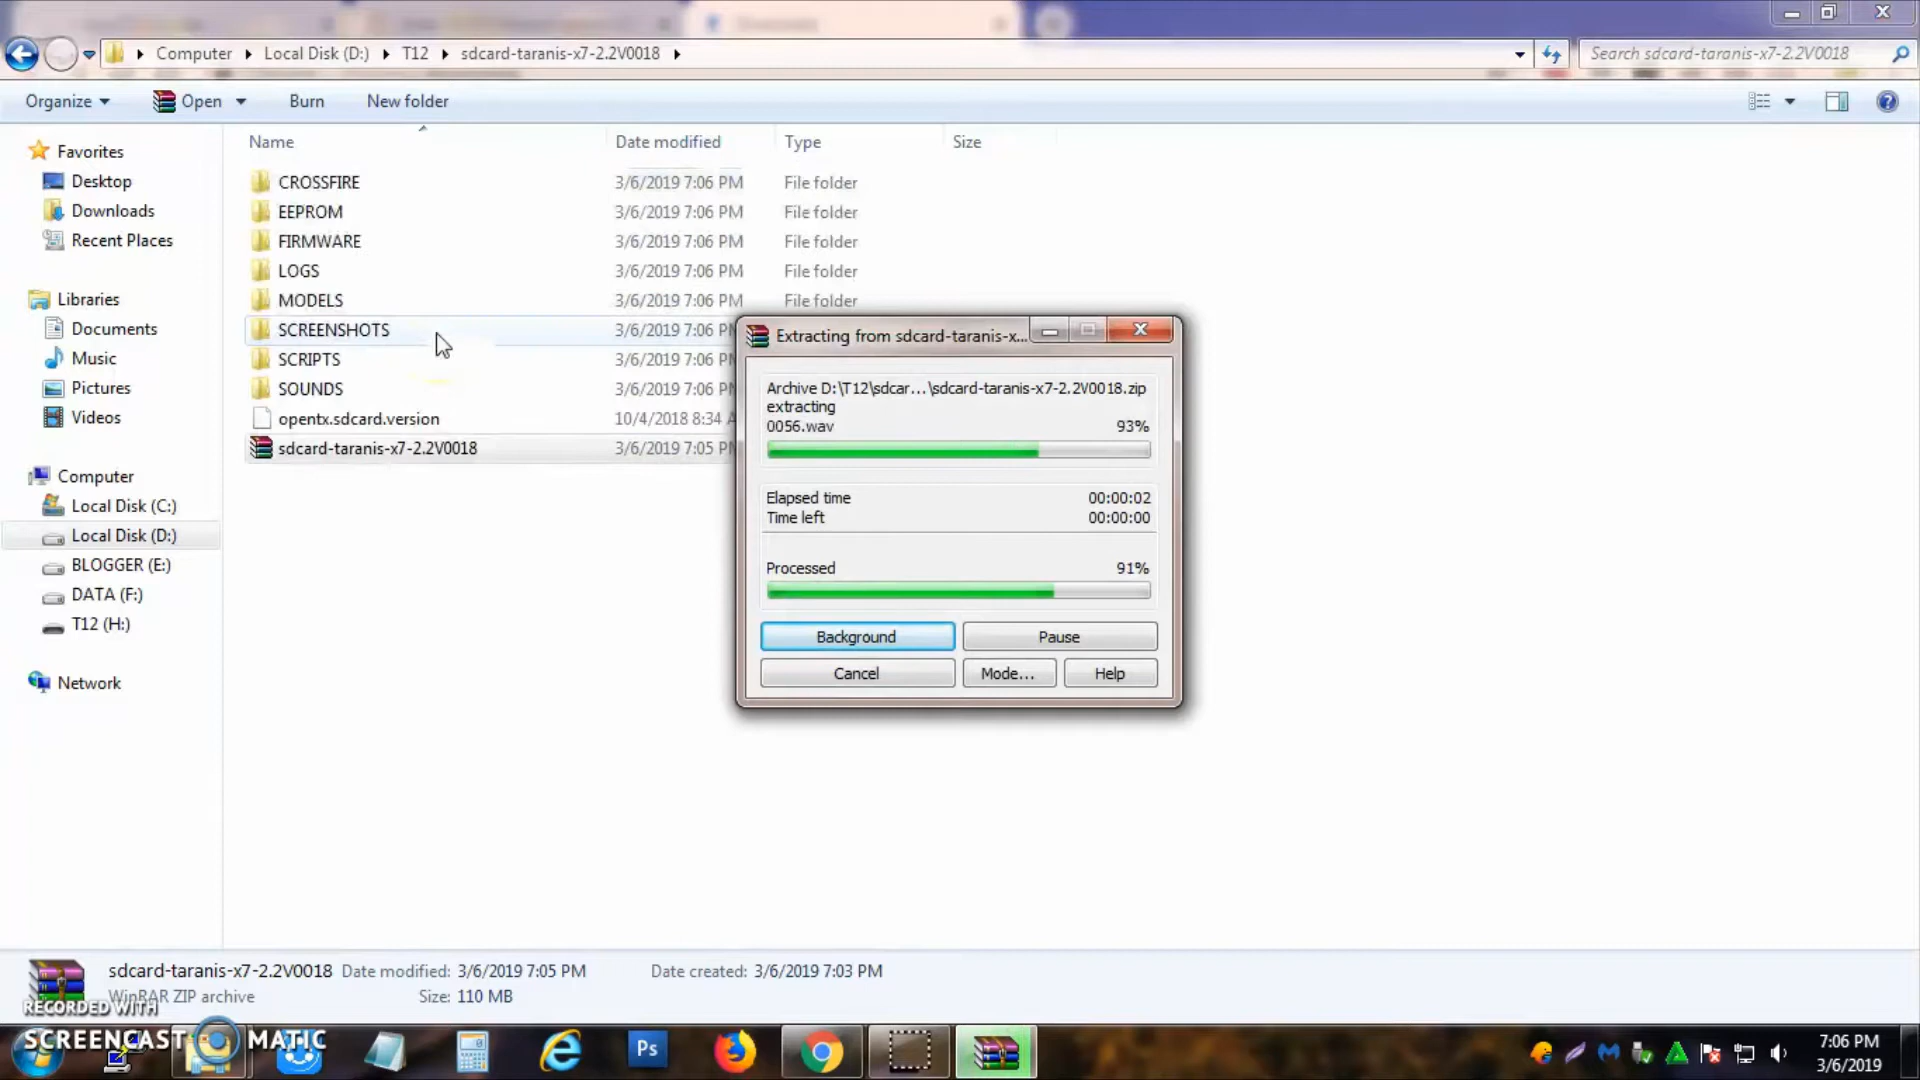 Computer Local Disk (D:) T12 sdcard-taranis-x7-2.2V0018
Search sdcard-taranis-x7-2.2V0018
Organize Open Burn New folder
Name Date modified Type Size
Favorites
Desktop
Downloads
Recent Places
Libraries
Documents
Music
Pictures
Videos
Computer
Local Disk (C:)
Local Disk (D:)
BLOGGER (E:)
DATA (F:)
T12 (H:)
Network
CROSSFIRE 3/6/2019 7:06 PM File folder
EEPROM 3/6/2019 7:06 PM File folder
FIRMWARE 3/6/2019 7:06 PM File folder
LOGS 3/6/2019 7:06 PM File folder
MODELS 3/6/2019 7:06 PM File folder
SCREENSHOTS 3/6/2019 7:06 P
SCRIPTS 3/6/2019 7:06 P
SOUNDS 3/6/2019 7:06 P
opentx.sdcard.version 10/4/2018 8:34 A
sdcard-taranis-x7-2.2V0018 3/6/2019 7:05 P
Extracting from sdcard-taranis-x...
Archive D:\T12\sdcar...\sdcard-taranis-x7-2.2V0018.zip
extracting
0056.wav 93%
Elapsed time 00:00:02
Time left 00:00:00
Processed 91%
Background Pause
Cancel Mode... Help
sdcard-taranis-x7-2.2V0018 Date modified: 3/6/2019 7:05 PM Date created: 3/6/2019 7:03 PM
WinRAR ZIP archive Size: 110 MB
RECORDED WITH
SCREENCAST MATIC
Ps
7:06 PM
3/6/2019